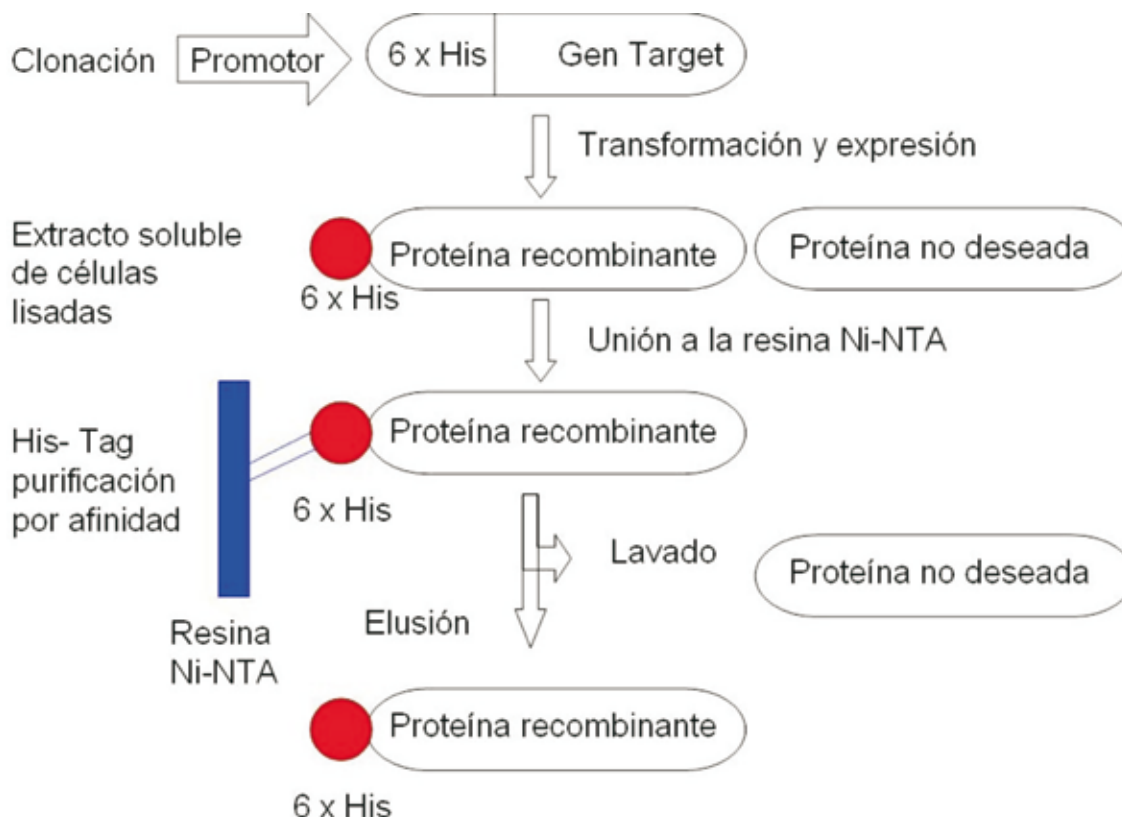 Clonación
Promotor
6 x His
Gen Target
Transformación y expresión
Extracto soluble
de células
lisadas
Proteína recombinante
Proteína no deseada
6 x His
Unión a la resina Ni-NTA
His- Tag
purificación
por afinidad
Proteína recombinante
6 x His
Lavado
Proteína no deseada
Elusión
Resina
Ni-NTA
Proteína recombinante
6 x His